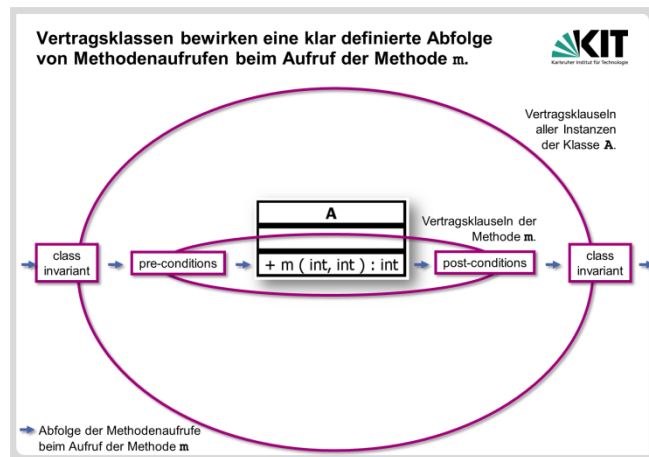 Vertragsklassen bewirken eine klar definierte Abfolge
von Methodenaufrufen beim Aufruf der Methode m.
KIT
Karlsruher Institut für Technologie
Vertragsklauseln
aller Instanzen
der Klasse A.
A
Vertragsklauseln der
Methode m.
class
invariant
pre-conditions
+ m ( int, int ) : int
post-conditions
class
invariant
Abfolge der Methodenaufrufe
beim Aufruf der Methode m